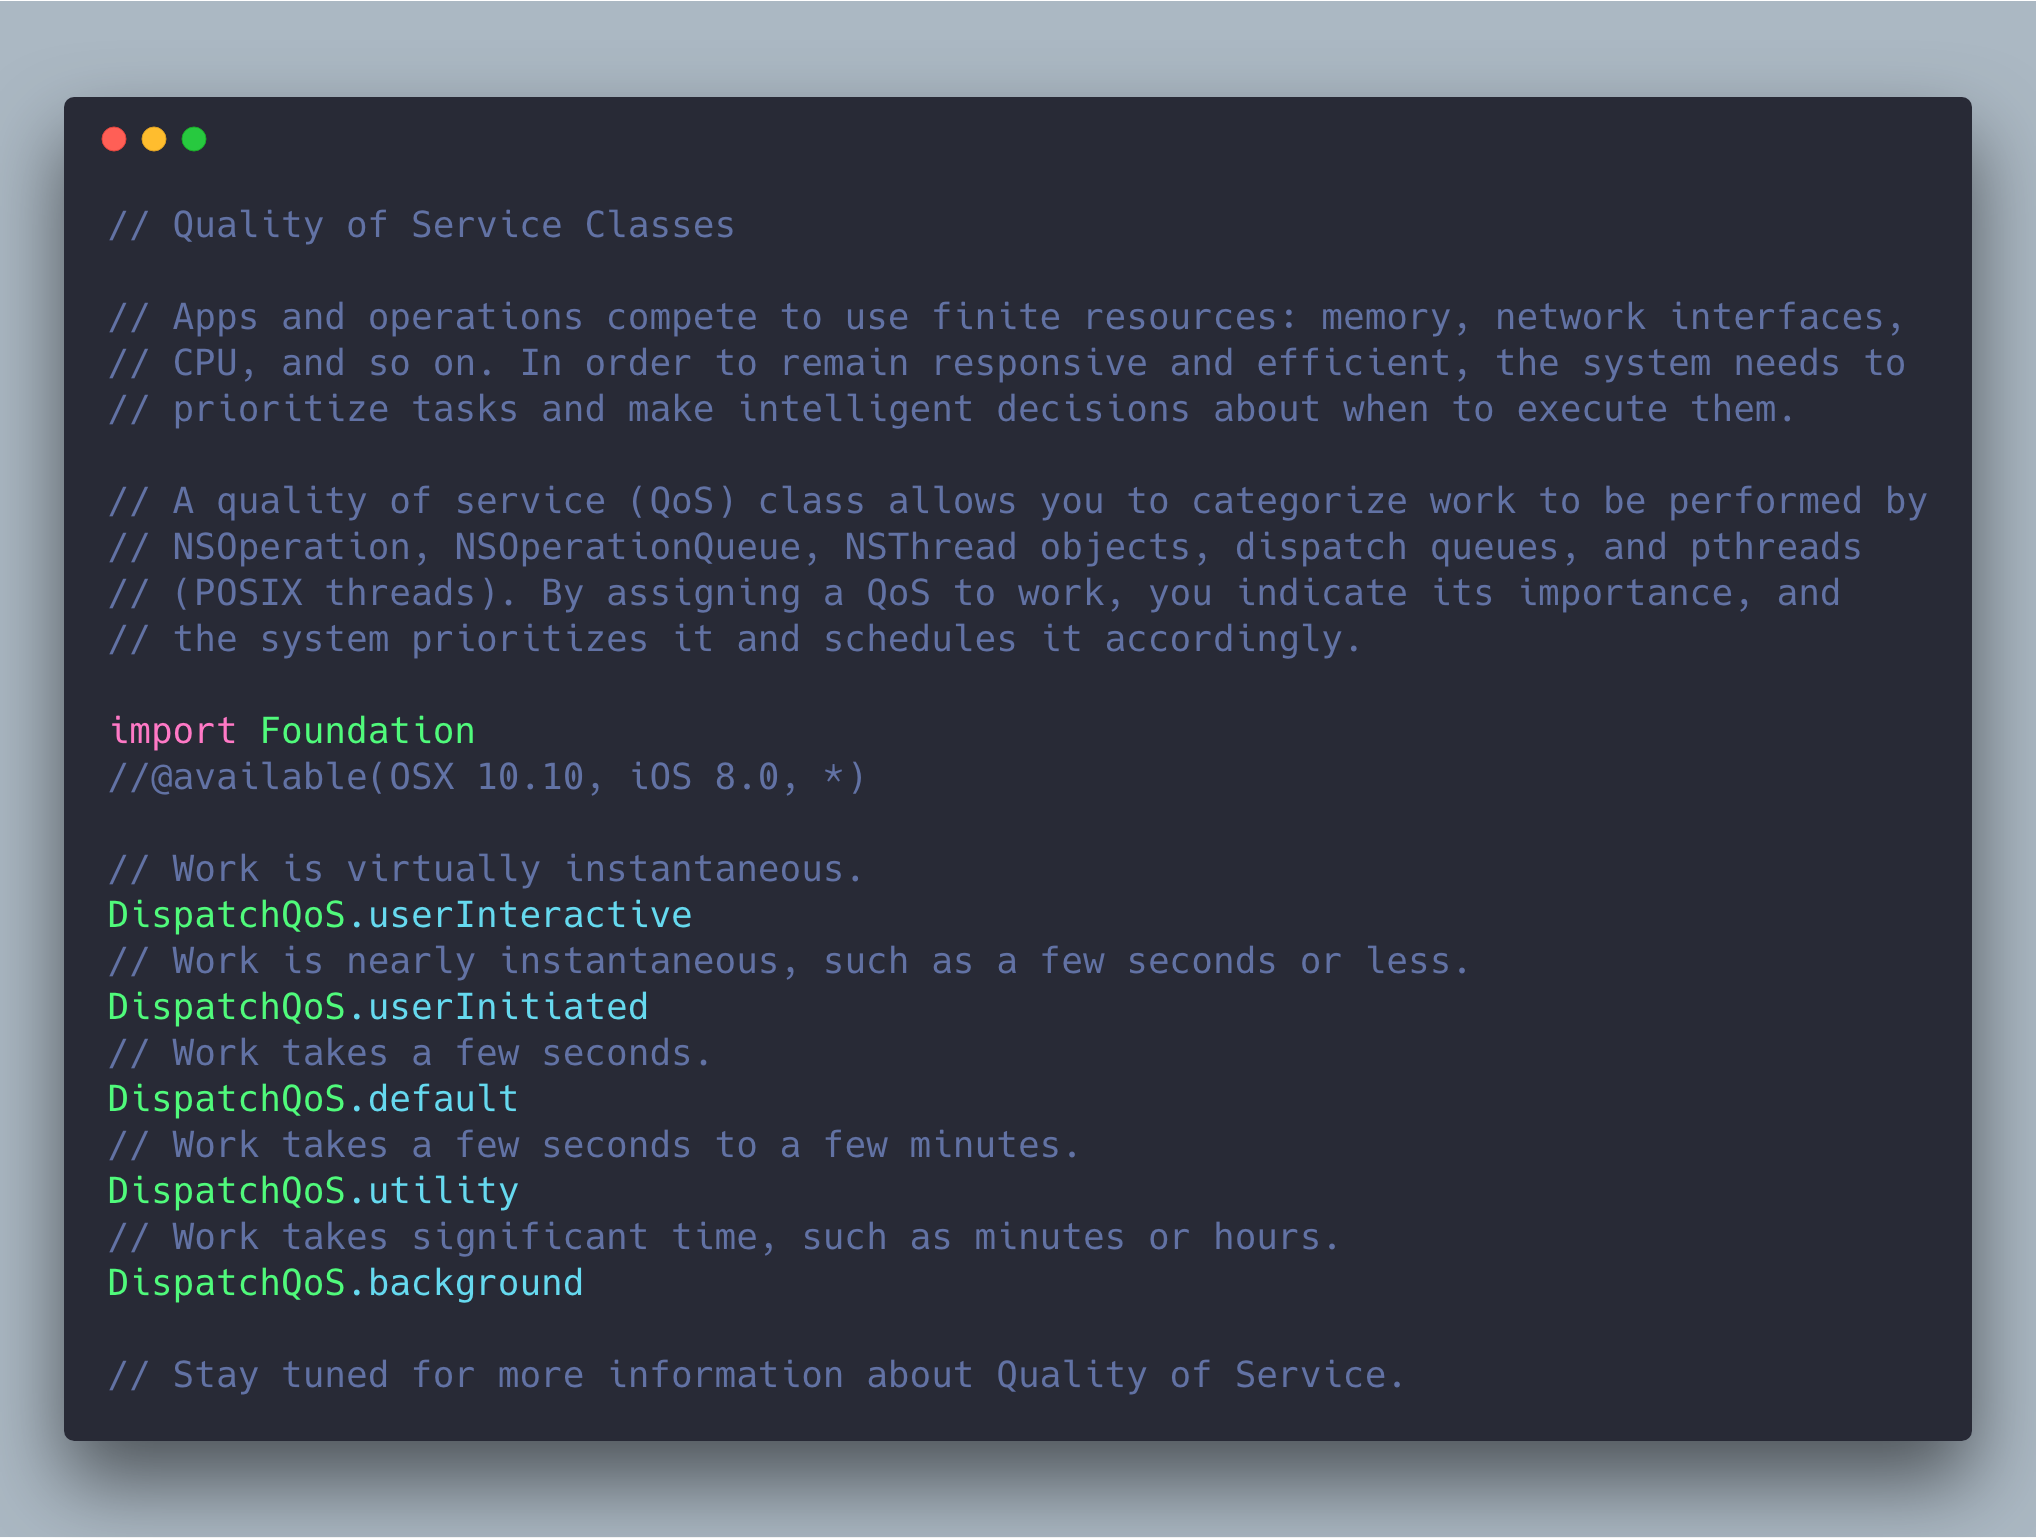 // Quality of Service Classes
// Apps and operations compete to use finite resources: memory, network interfaces,
// CPU, and so on. In order to remain responsive and efficient, the system needs to
// prioritize tasks and make intelligent decisions about when to execute them.
// A quality of service (QoS) class allows you to categorize work to be performed by
// NSOperation, NSOperationQueue, NSThread objects, dispatch queues, and pthreads
// (POSIX threads). By assigning a QoS to work, you indicate its importance, and
// the system prioritizes it and schedules it accordingly.
import Foundation
//@available(OSX 10.10, iOS 8.0, *)
// Work is virtually instantaneous.
DispatchQoS.userInteractive
// Work is nearly instantaneous, such as a few seconds or less.
DispatchQoS.userInitiated
// Work takes a few seconds.
DispatchQoS.default
// Work takes a few seconds to a few minutes.
DispatchQoS.utility
// Work takes significant time, such as minutes or hours.
DispatchQoS.background
// Stay tuned for more information about Quality of Service.